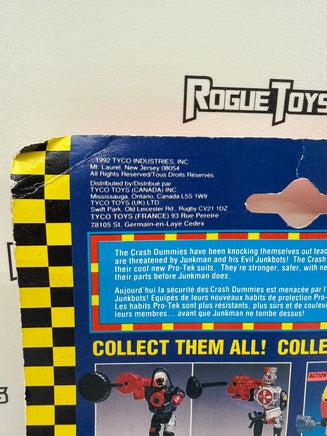 ROGUE TOYS
©1992 TYCO INDUSTRIES, INC.
Mt. Laurel, New Jersey 08054
All Rights Reserved/Tous Droits Réservés
Distributed by/Distribué par
TYCO TOYS (CANADA) INC.
Mississauga, Ontario, Canada L5S 1W9
TYCO TOYS (UK) LTD.
Swift Park, Old Leicester Rd., Rugby CV21 1DZ
TYCO TOYS (FRANCE) 93 Rue Pereire
78105 St. Germain-en-Laye Cedex
The Crash Dummies have been knocking themselves out teac
are threatened by Junkman and his Evil Junkbots! The Crash
their cool new Pro-Tek suits. They're stronger, safer, with ne
their parts before Junkman does.
Aujourd'hui la sécurité des Crash Dummies est menacée par l
Junkbots! Equipés de leurs nouveaux habits de protection Pro-
Les habits Pro-Tek sont plus résistants, plus sûrs et de couleu
leurs membres... avant que Junkman ne tombe dessus!
COLLECT THEM ALL! COLLE
ACTION